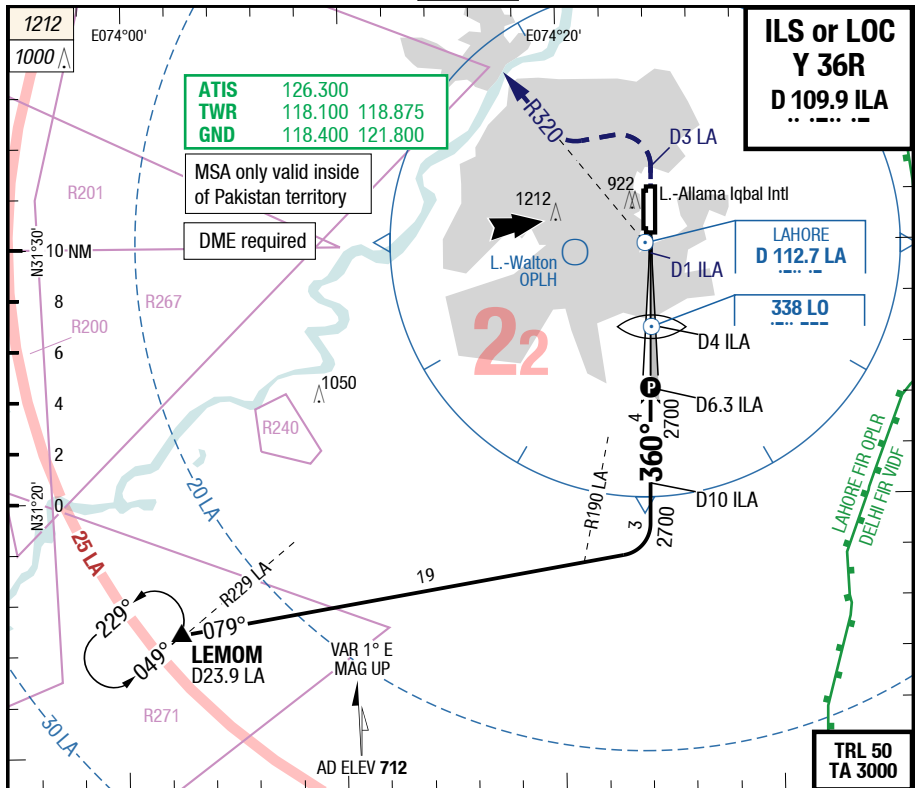 1212
1000
E074°00'
E074°20'
ILS or LOC
Y 36R
D 109.9 ILA
ATIS 126.300
TWR 118.100 118.875
GND 118.400 121.800
MSA only valid inside
of Pakistan territory
DME required
R320
D3 LA
R201
1212
922
L.-Allama Iqbal Intl
N31°30'
10 NM
L.-Walton
OPLH
D1 ILA
LAHORE
D 112.7 LA
8
R267
338 LO
R200
6
22
D4 ILA
4
1050
P
D6.3 ILA
R240
4
2700
360°
2
LAHORE FIR OPLR
DELHI FIR VIDF
N31°20'
0
20 LA
R190 LA
D10 ILA
3
2700
25 LA
R229 LA
19
229°
049°
079°
LEMOM
D23.9 LA
VAR 1° E
MAG UP
R271
30 LA
AD ELEV 712
TRL 50
TA 3000